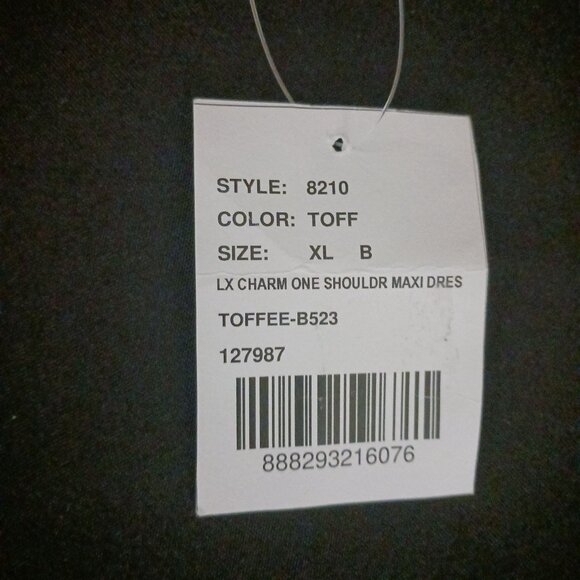 STYLE: 8210
COLOR: TOFF
SIZE: XL B
LX CHARM ONE SHOULDR MAXI DRES
TOFFEE-B523
127987
888293216076